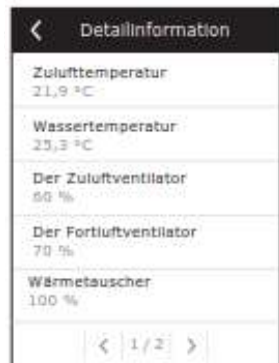 Detailinformation
Zulufttemperatur
21,9 °C
Wassertemperatur
25,3 °C
Der Zuluftventilator
60 %
Der Fortluftventilator
70 %
Wärmetauscher
100 %
1 / 2